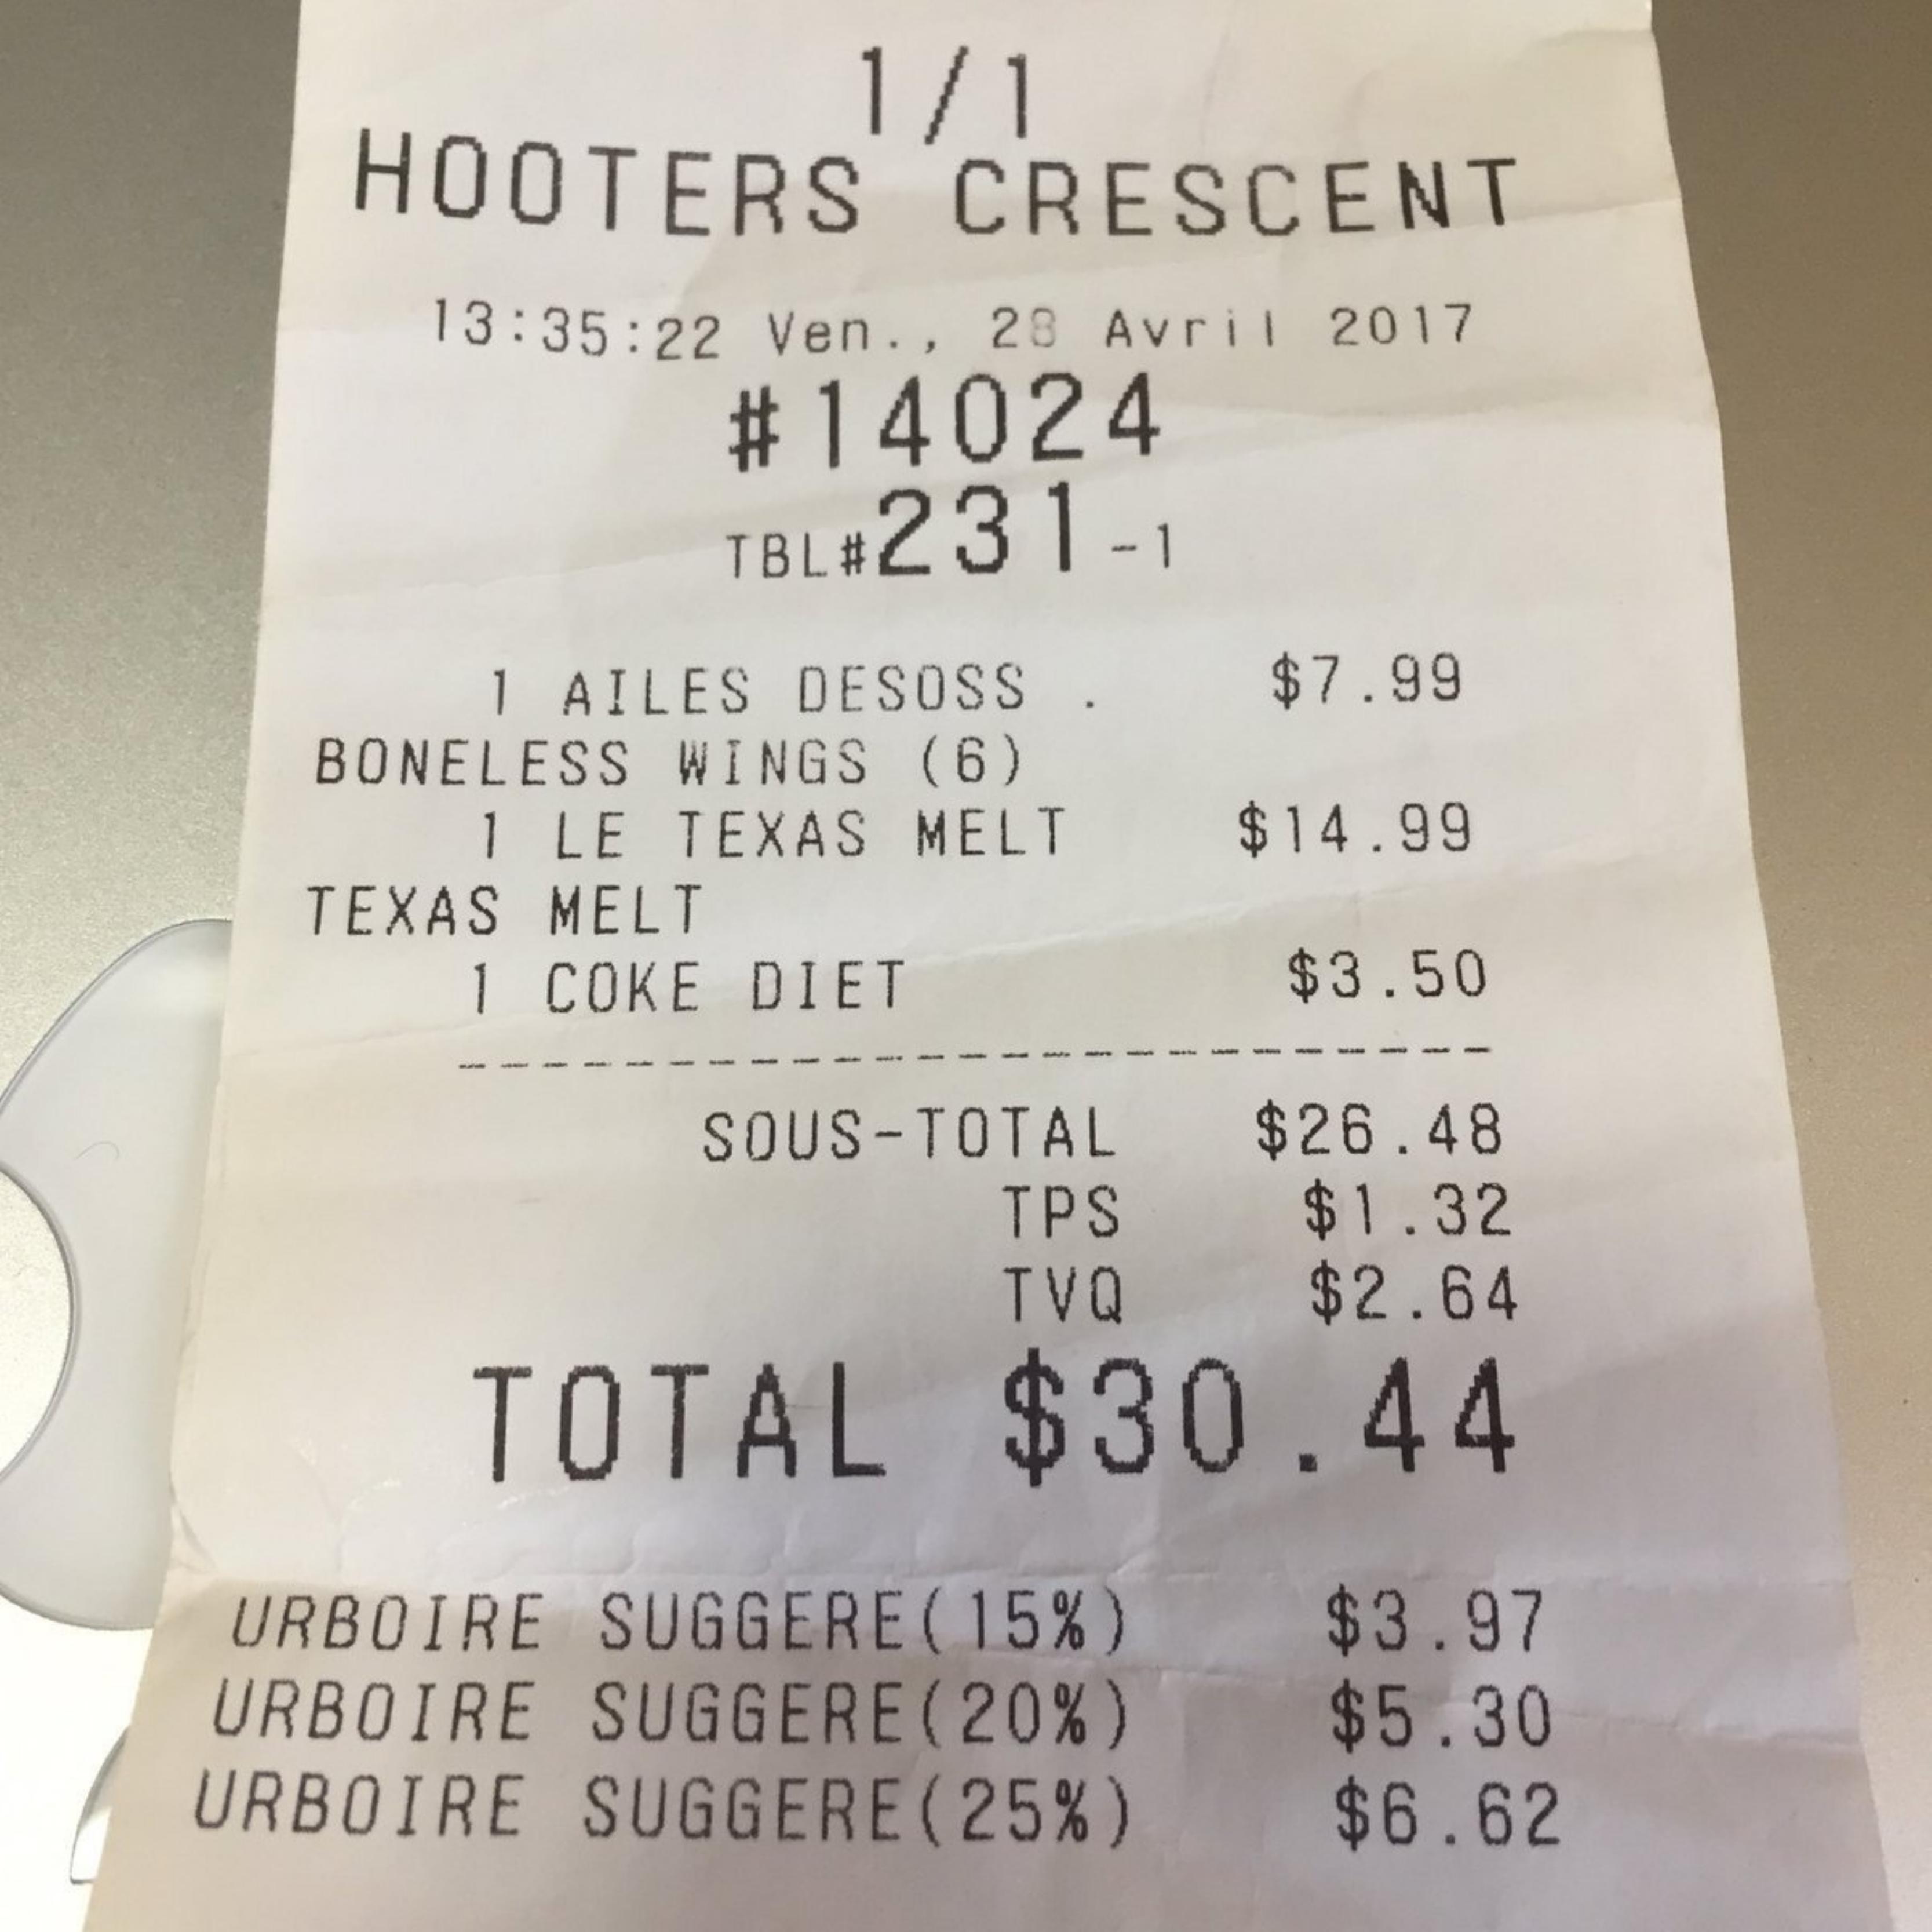 1/1
HOOTERS CRESCENT
13:35:22 Ven., 28 Avril 2017
#14024
TBL#231-1
1 AILES DESOSS . $7.99
BONELESS WINGS (6)
1 LE TEXAS MELT $14.99
TEXAS MELT
1 COKE DIET $3.50
--------------------------
SOUS-TOTAL $26.48
TPS $1.32
TVQ $2.64
TOTAL $30.44
URBOIRE SUGGERE(15%) $3.97
URBOIRE SUGGERE(20%) $5.30
URBOIRE SUGGERE(25%) $6.62